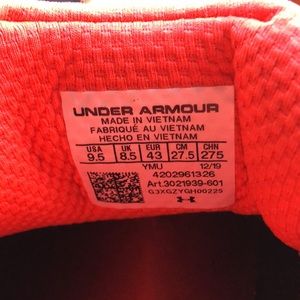 UNDER ARMOUR
MADE IN VIETNAM
FABRIQUÉ AU VIETNAM
HECHO EN VIETNAM
USA UK EUR CM CHN
9.5 8.5 43 27.5 275
YMU 12/19
4202961326
Art.3021939-601
G3XGZYGH00225